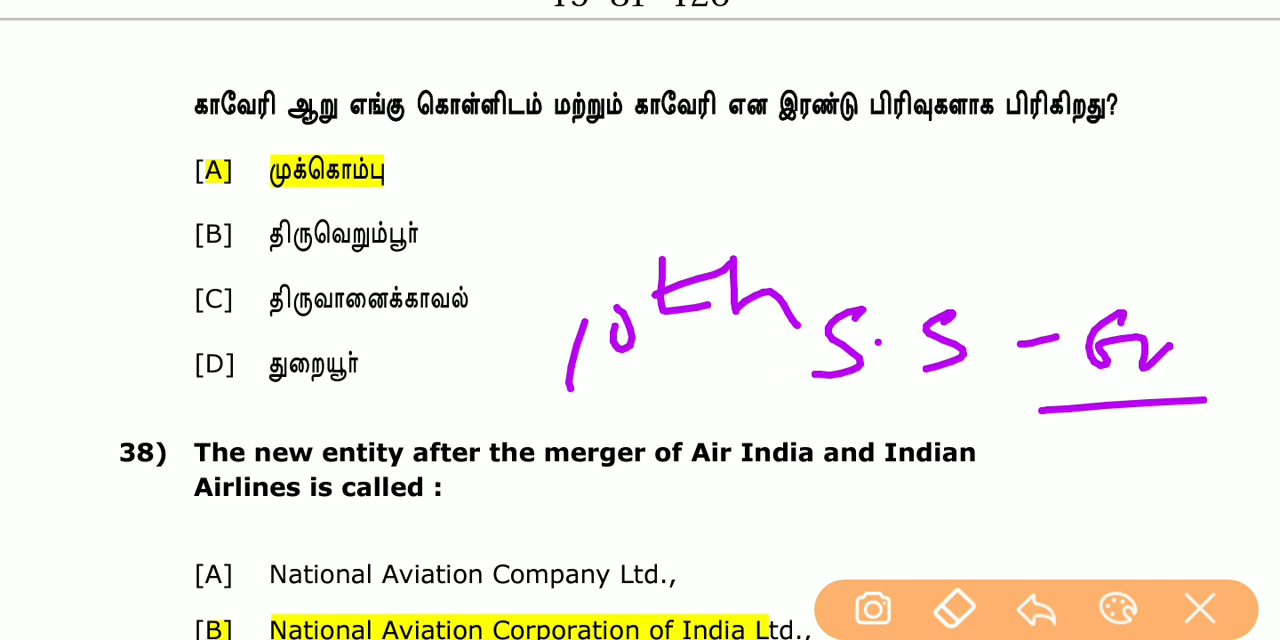 காவேரி ஆறு எங்கு கொள்ளிடம் மற்றும் காவேரி என இரண்டு பிரிவுகளாக பிரிகிறது?
[A] முக்கொம்பு
[B] திருவெறும்பூர்
[C] திருவானைக்காவல்
[D] துறையூர்
10th S.S -
38) The new entity after the merger of Air India and Indian
Airlines is called :
[A] National Aviation Company Ltd.,
[B] National Aviation Corporation of India Ltd.,